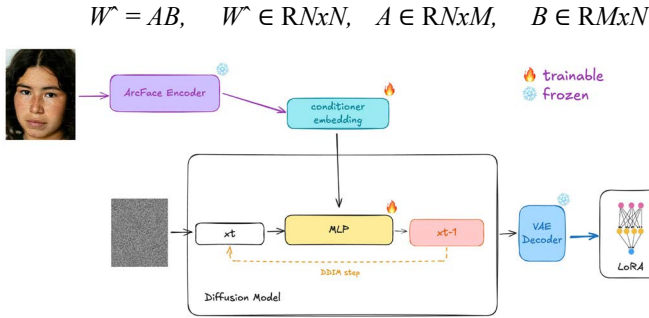 W^ = AB, W^ ∈ RNxN, A ∈ RNxM, B ∈ RMxN
ArcFace Encoder
conditioner
embedding
trainable
frozen
xt
MLP
xt-1
DDIM step
Diffusion Model
VAE
Decoder
LoRA